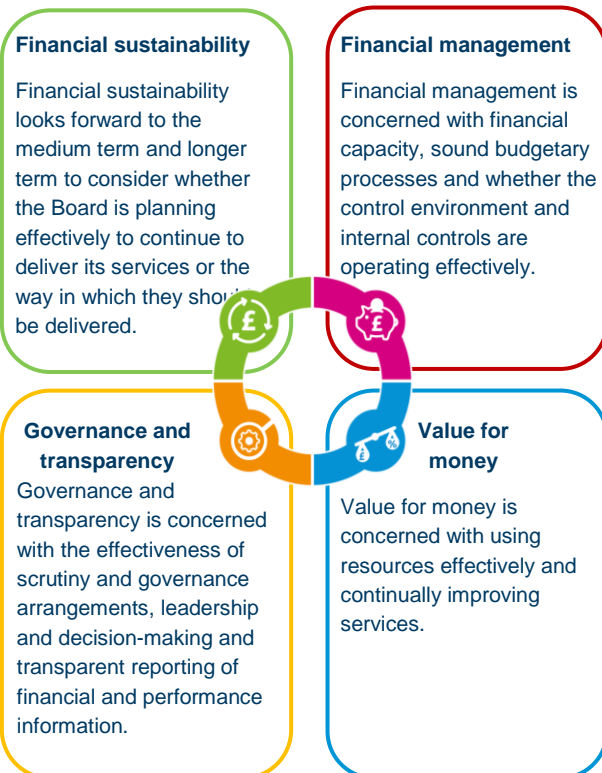 Financial sustainability
Financial sustainability
looks forward to the
medium term and longer
term to consider whether
the Board is planning
effectively to continue to
deliver its services or the
way in which they should
be delivered.
Financial management
Financial management is
concerned with financial
capacity, sound budgetary
processes and whether the
control environment and
internal controls are
operating effectively.
£
£
£
%
Governance and
transparency
Governance and
transparency is concerned
with the effectiveness of
scrutiny and governance
arrangements, leadership
and decision-making and
transparent reporting of
financial and performance
information.
Value for
money
Value for money is
concerned with using
resources effectively and
continually improving
services.